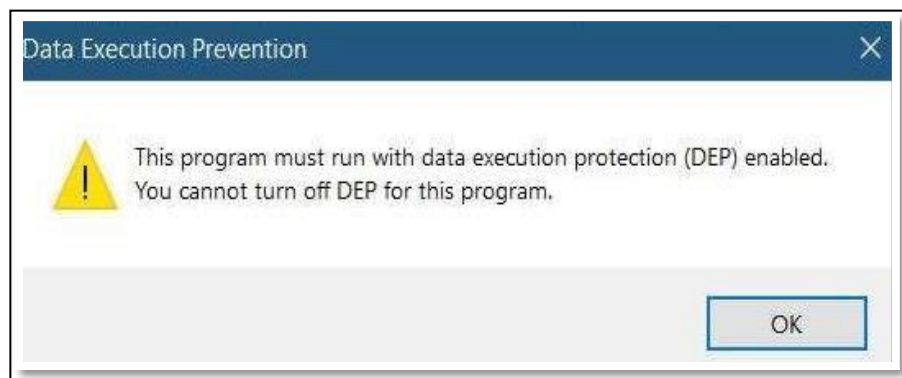 Data Execution Prevention
This program must run with data execution protection (DEP) enabled.
You cannot turn off DEP for this program.
OK